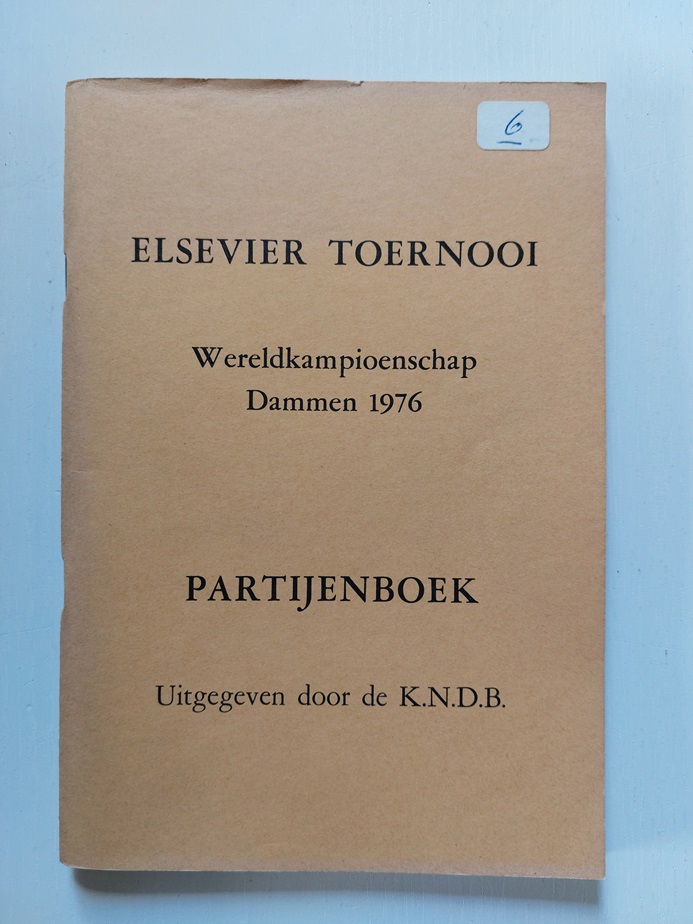 6
ELSEVIER TOERNOOI
Wereldkampioenschap
Dammen 1976
PARTIJENBOEK
Uitgegeven door de K.N.D.B.